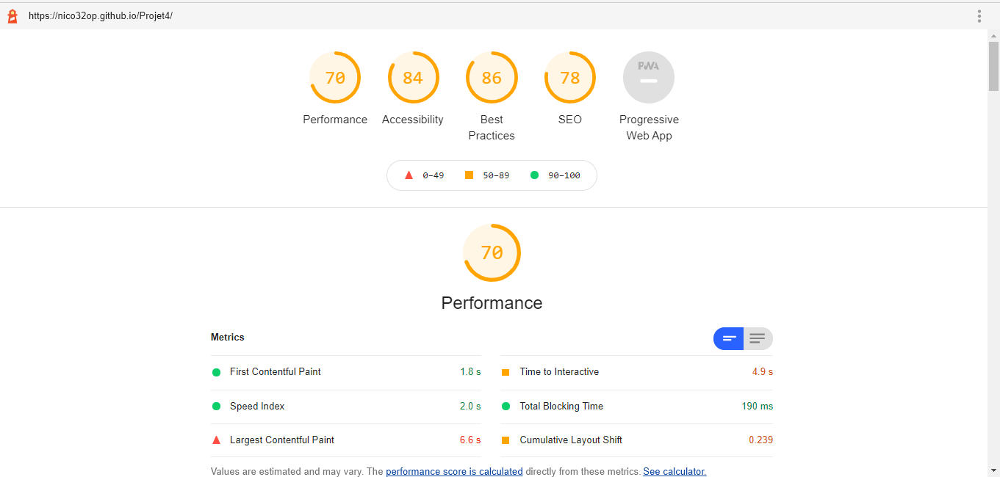 https://nico32op.github.io/Projet4/
70 84 86 78 PWA
Performance Accessibility Best Practices SEO Progressive Web App
0–49 50–89 90–100
70
Performance
Metrics
First Contentful Paint 1.8 s
Time to Interactive 4.9 s
Speed Index 2.0 s
Total Blocking Time 190 ms
Largest Contentful Paint 6.6 s
Cumulative Layout Shift 0.239
Values are estimated and may vary. The performance score is calculated directly from these metrics. See calculator.